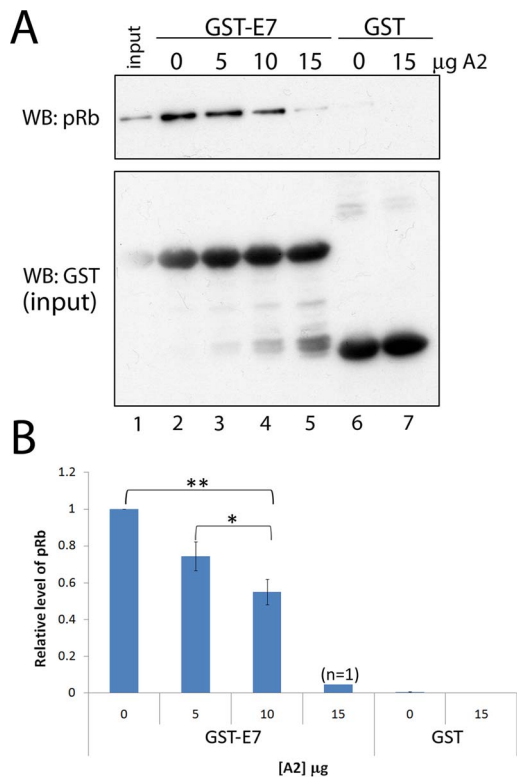 A
input GST-E7 GST
0 5 10 15 0 15 µg A2
WB: pRb
WB: GST
(input)
1 2 3 4 5 6 7
B
Relative level of pRb
1.2
1
0.8
0.6
0.4
0.2
0
**
*
(n=1)
0 5 10 15 0 15
GST-E7 GST
[A2] µg